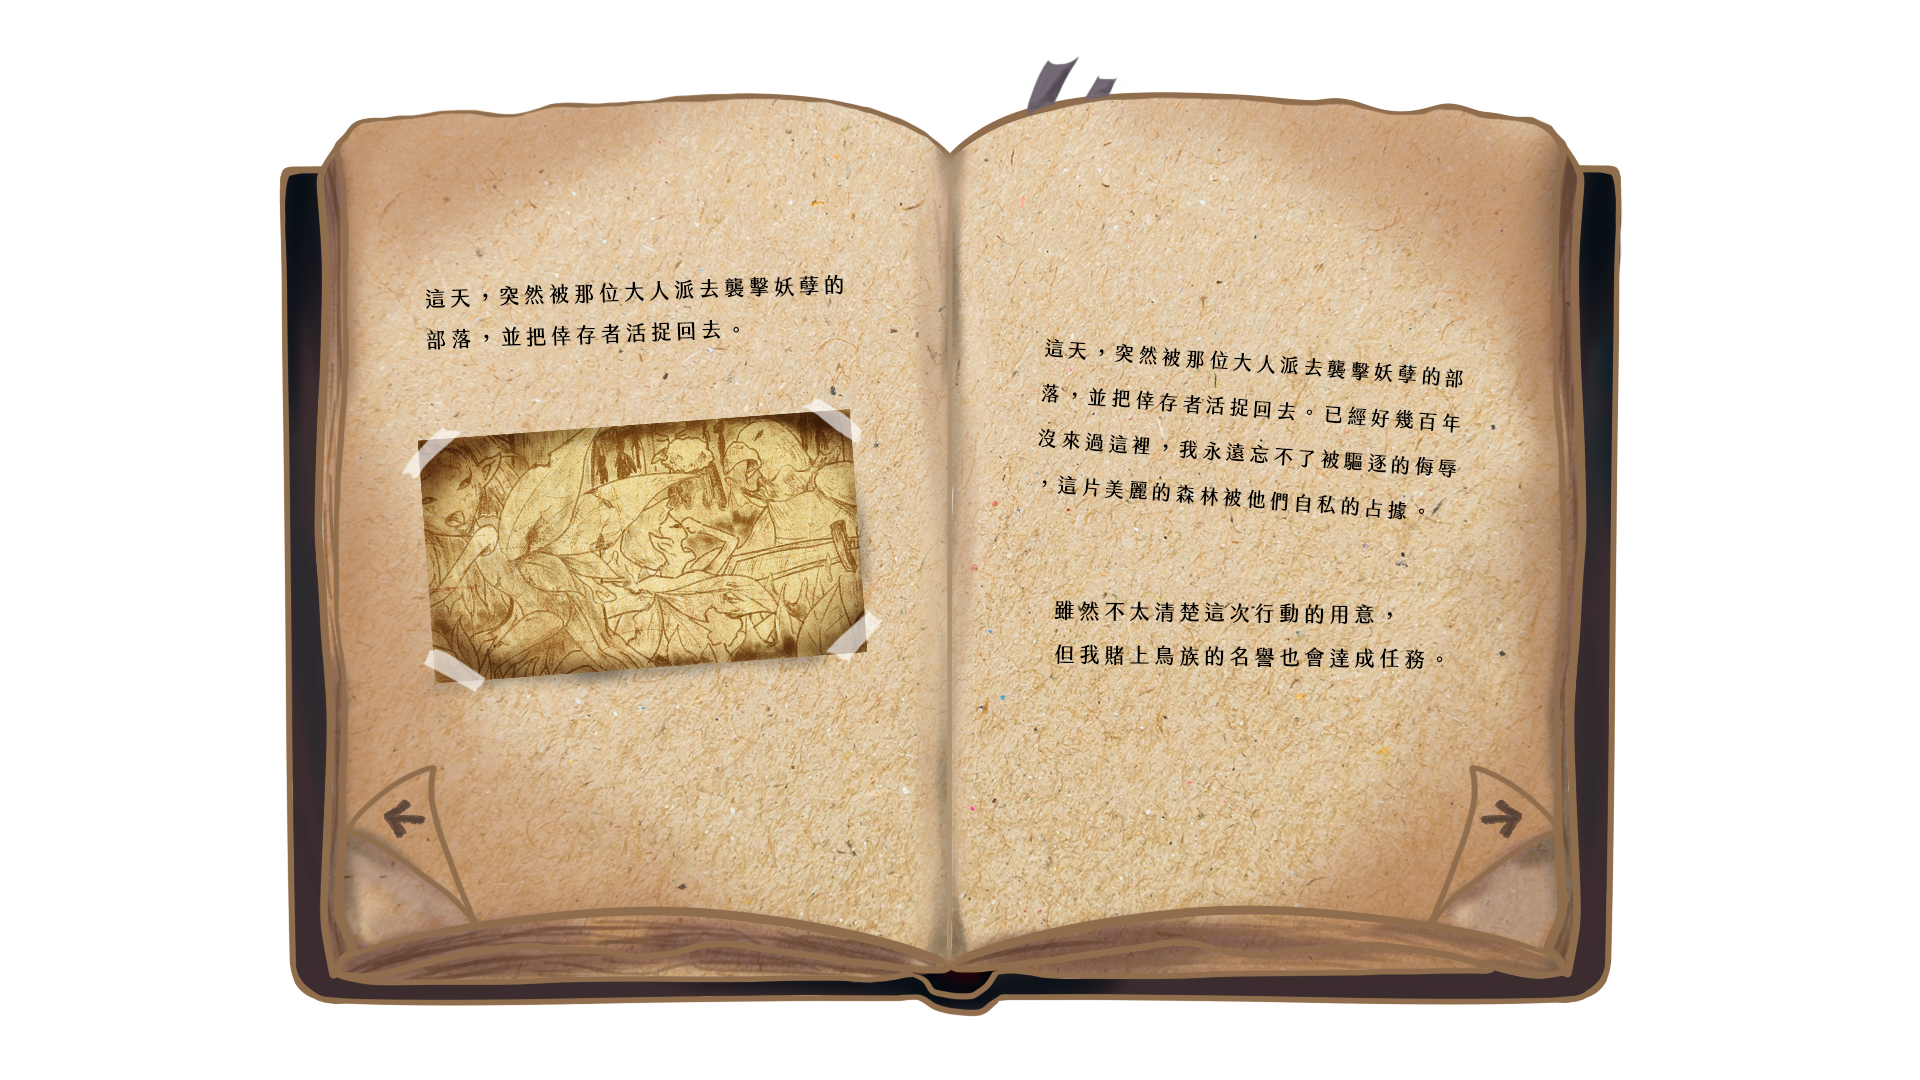 這天，突然被那位大人派去襲擊妖孽的
部落，並把倖存者活捉回去。
這天，突然被那位大人派去襲擊妖孽的部
落，並把倖存者活捉回去。已經好幾百年
沒來過這裡，我永遠忘不了被驅逐的侮辱
，這片美麗的森林被他們自私的占據。
雖然不太清楚這次行動的用意，
但我賭上鳥族的名譽也會達成任務。